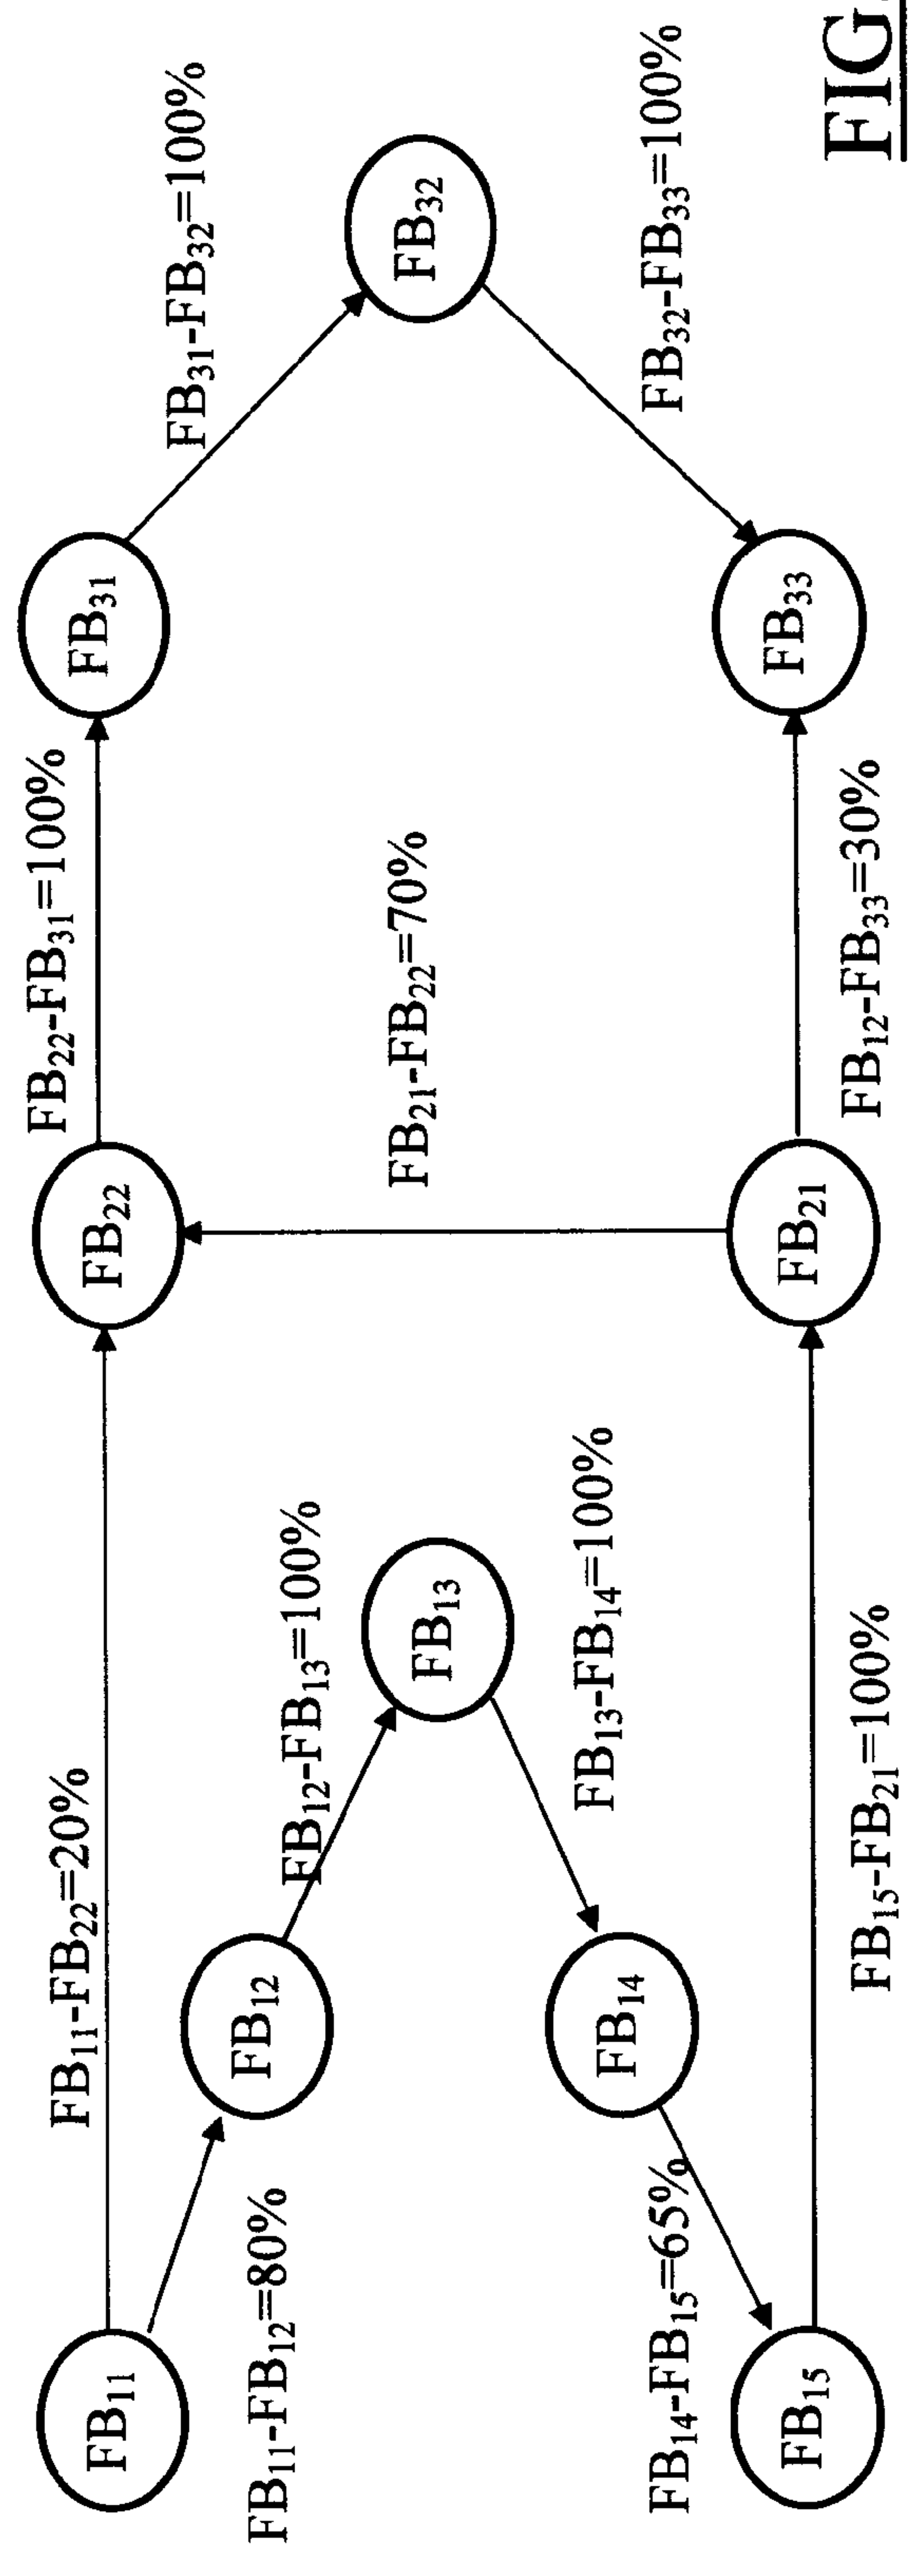 FB₁₁-FB₂₂=20%
FB₂₂-FB₃₁=100%
FB₁₁
FB₂₂
FB₃₁
FB₃₁-FB₃₂=100%
FB₁₁-FB₁₂=80%
FB₁₂
FB₁₂-FB₁₃=100%
FB₁₃
FB₂₁-FB₂₂=70%
FB₃₂
FB₁₃-FB₁₄=100%
FB₁₄
FB₁₄-FB₁₅=65%
FB₃₂-FB₃₃=100%
FB₁₅
FB₂₁
FB₃₃
FB₁₅-FB₂₁=100%
FB₁₂-FB₃₃=30%
FIG.